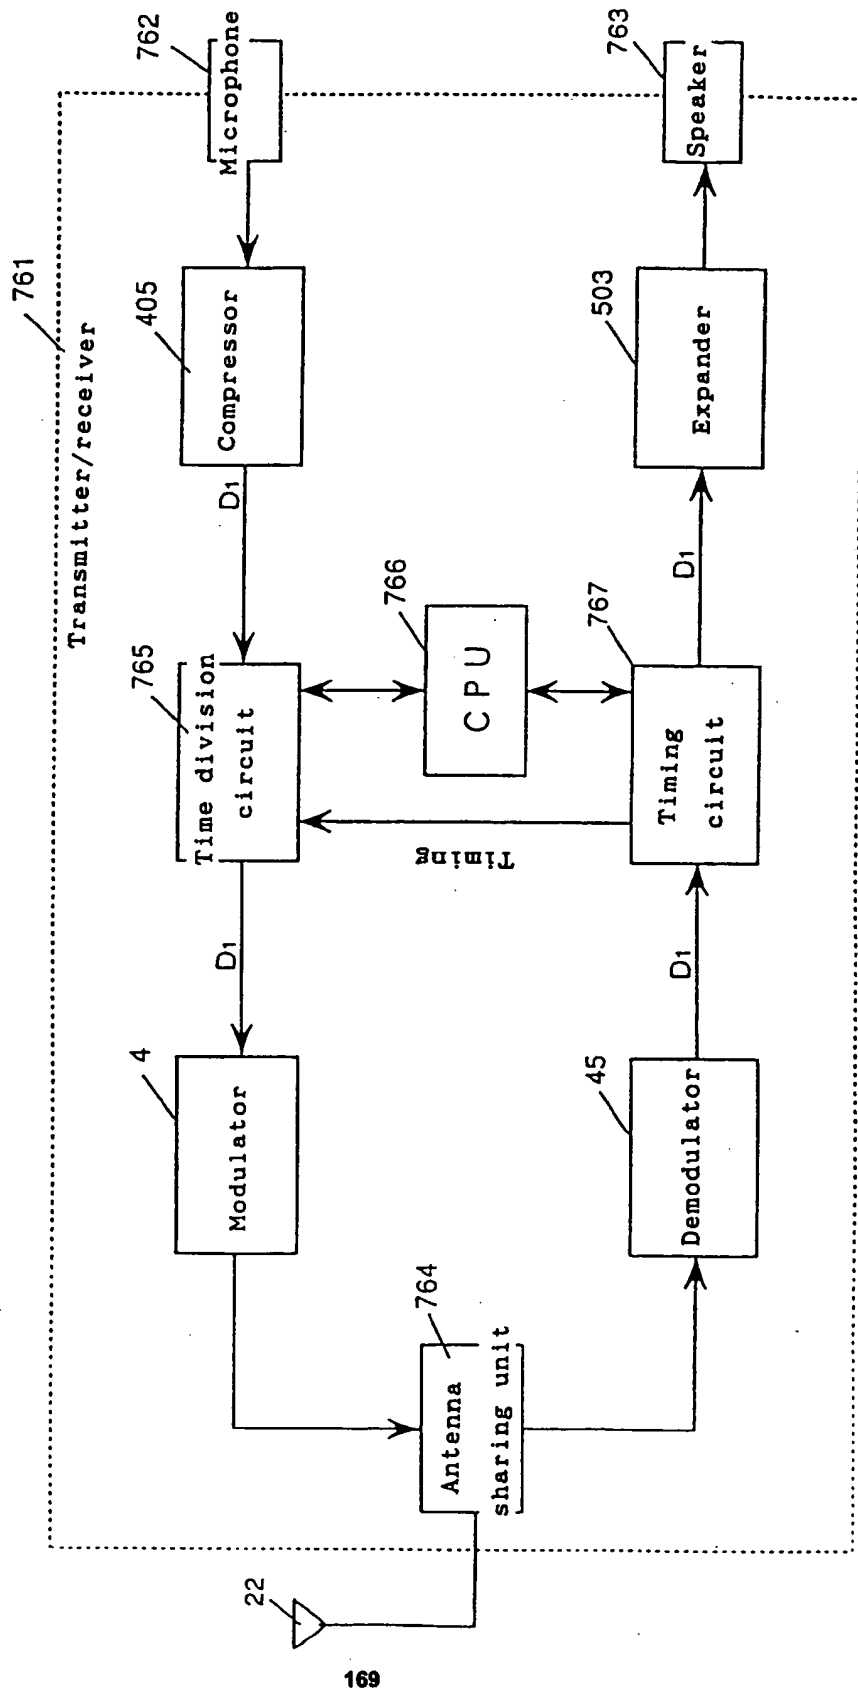 761
Transmitter/receiver
22
764
Antenna
sharing unit
4
Modulator
D1
765
Time division
circuit
D1
405
Compressor
762
Microphone
Timing
766
CPU
45
Demodulator
D1
767
Timing
circuit
D1
503
Expander
763
Speaker
169